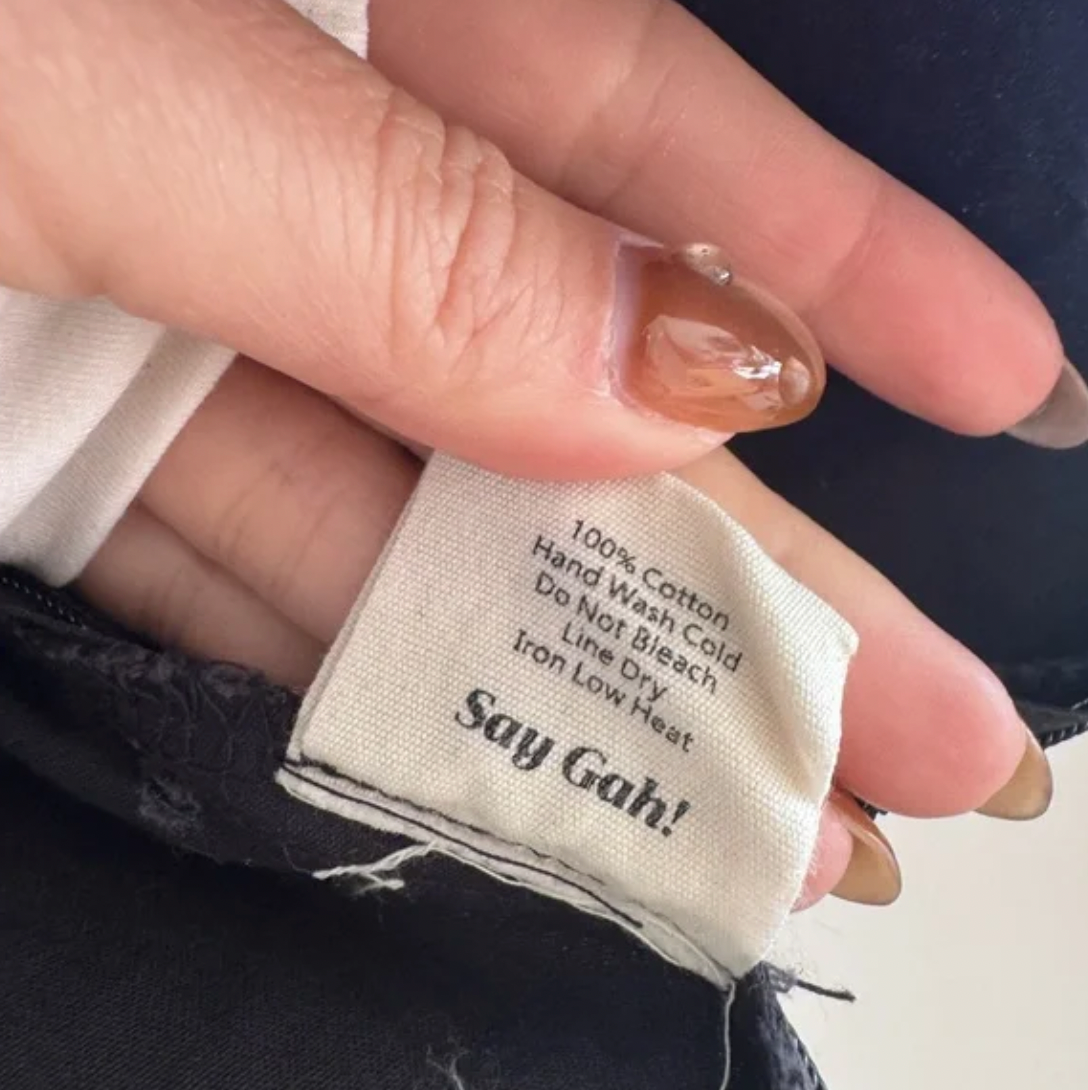 100% Cotton
Hand Wash Cold
Do Not Bleach
Line Dry
Iron Low Heat
Say Gah!